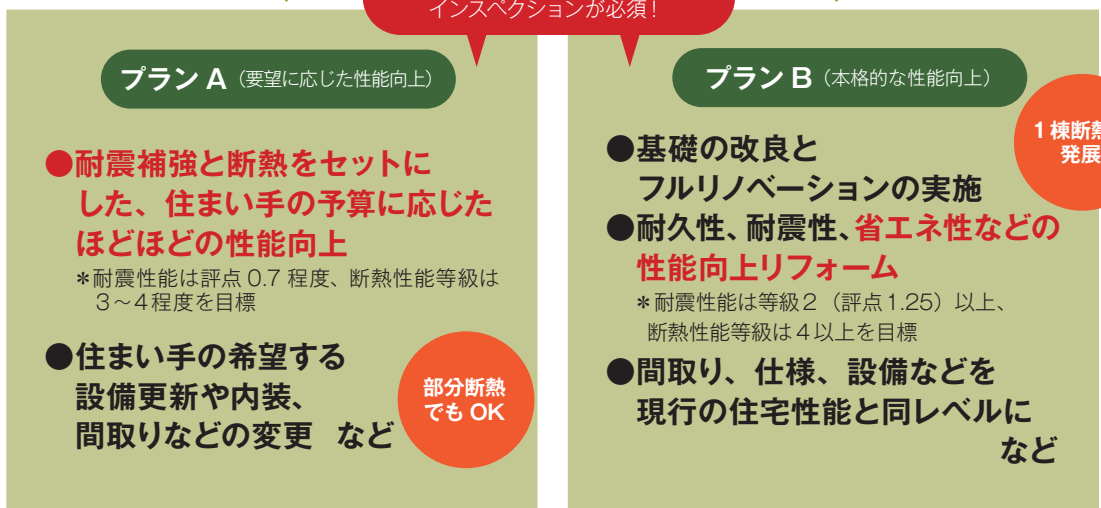 インスペクションが必須！
プラン A（要望に応じた性能向上）
●耐震補強と断熱をセットに
した、住まい手の予算に応じた
ほどほどの性能向上
＊耐震性能は評点 0.7 程度、断熱性能等級は
3～4程度を目標
●住まい手の希望する
設備更新や内装、
間取りなどの変更 など
部分断熱
でも OK
プラン B（本格的な性能向上）
1 棟断熱
発展
●基礎の改良と
フルリノベーションの実施
●耐久性、耐震性、省エネ性などの
性能向上リフォーム
＊耐震性能は等級2（評点1.25）以上、
断熱性能等級は4以上を目標
●間取り、仕様、設備などを
現行の住宅性能と同レベルに
など